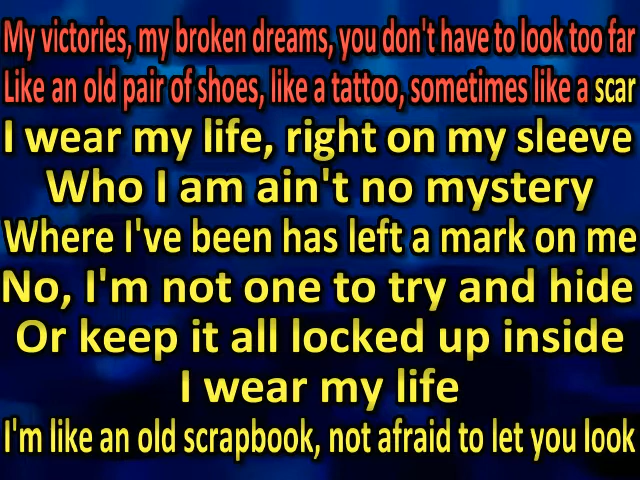 My victories, my broken dreams, you don't have to look too far
Like an old pair of shoes, like a tattoo, sometimes like a scar
I wear my life, right on my sleeve
Who I am ain't no mystery
Where I've been has left a mark on me
No, I'm not one to try and hide
Or keep it all locked up inside
I wear my life
I'm like an old scrapbook, not afraid to let you look